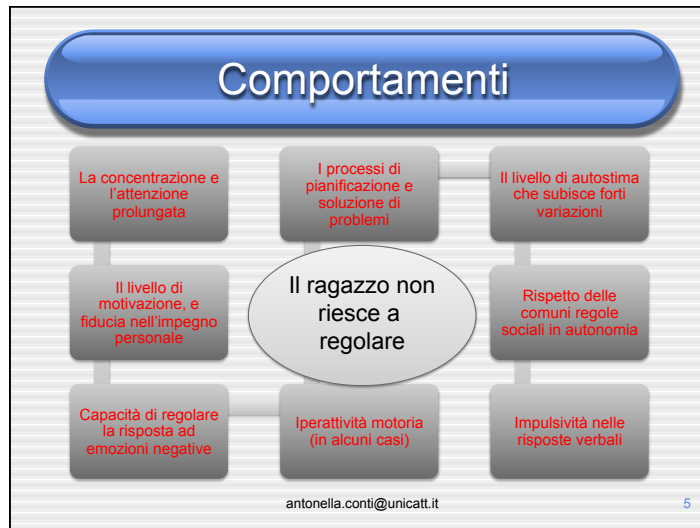 Comportamenti
La concentrazione e
l'attenzione
prolungata
I processi di
pianificazione e
soluzione di
problemi
Il livello di autostima
che subisce forti
variazioni
Il livello di
motivazione, e
fiducia nell'impegno
personale
Il ragazzo non
riesce a
regolare
Rispetto delle
comuni regole
sociali in autonomia
Capacità di regolare
la risposta ad
emozioni negative
Iperattività motoria
(in alcuni casi)
Impulsività nelle
risposte verbali
antonella.conti@unicatt.it
5